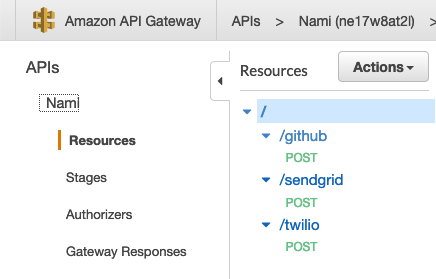 Amazon API Gateway
APIs > Nami (ne17w8at2l) >
APIs
Nami
Resources
Stages
Authorizers
Gateway Responses
Resources
Actions
/
/github
POST
/sendgrid
POST
/twilio
POST